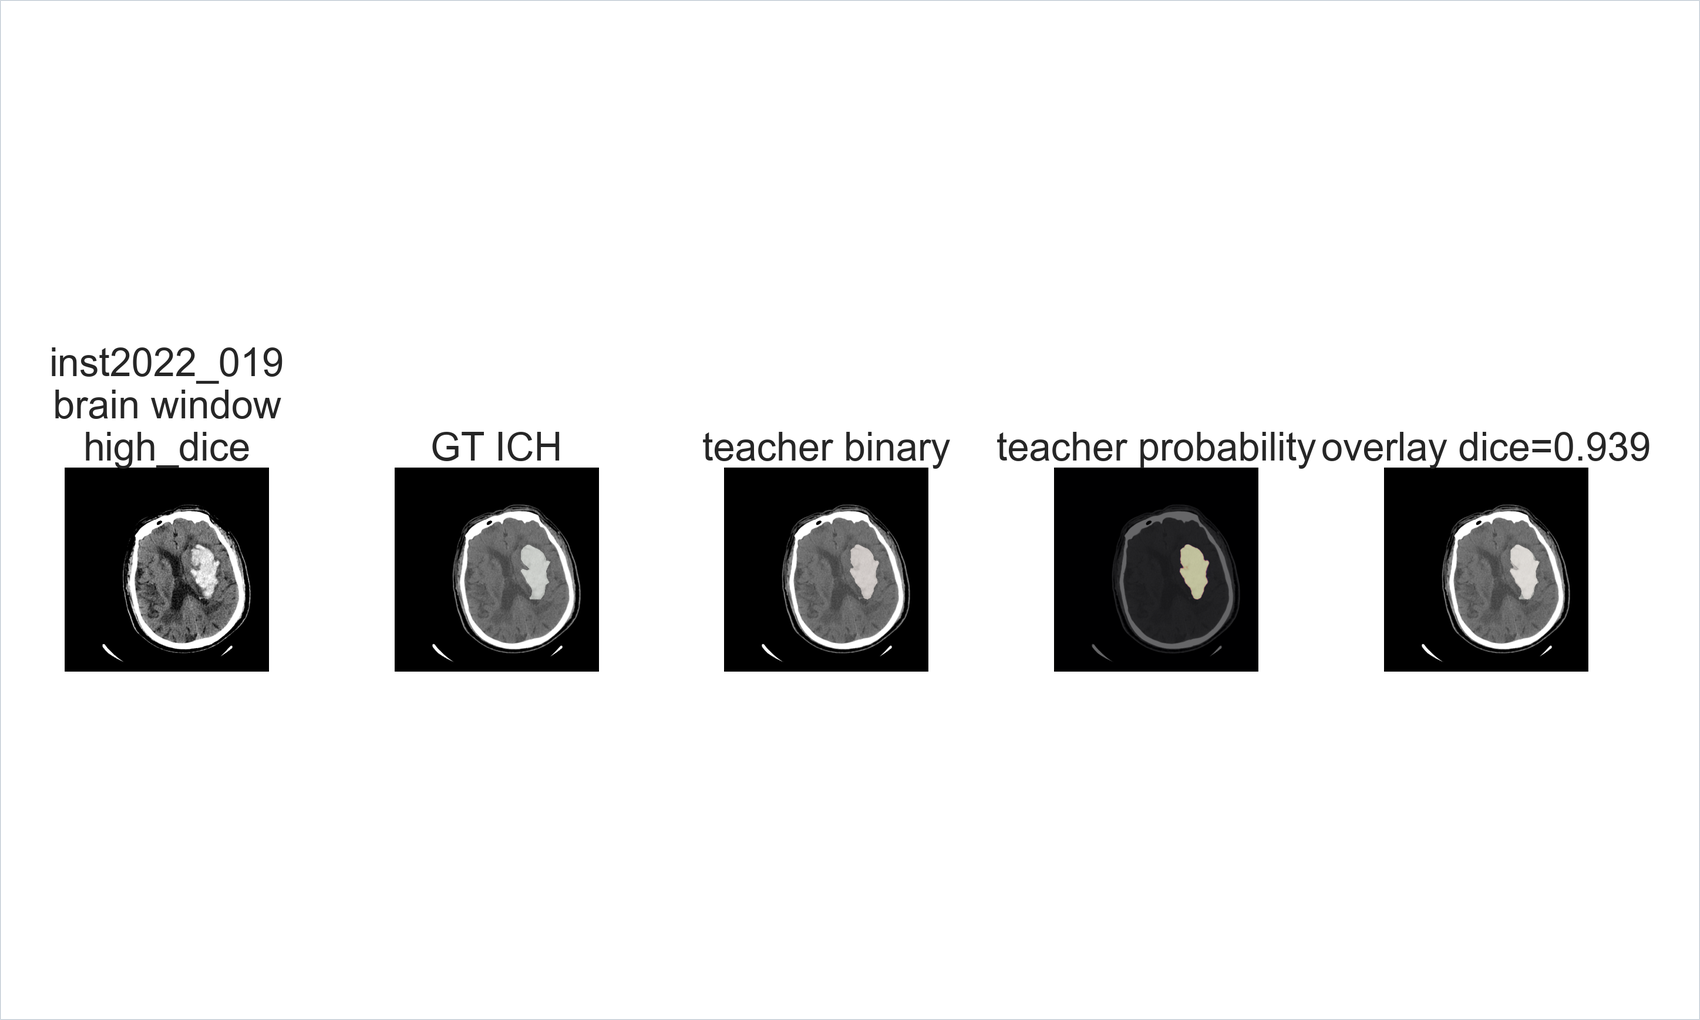 inst2022_019
brain window
high_dice
GT ICH
teacher binary
teacher probability
overlay dice=0.939